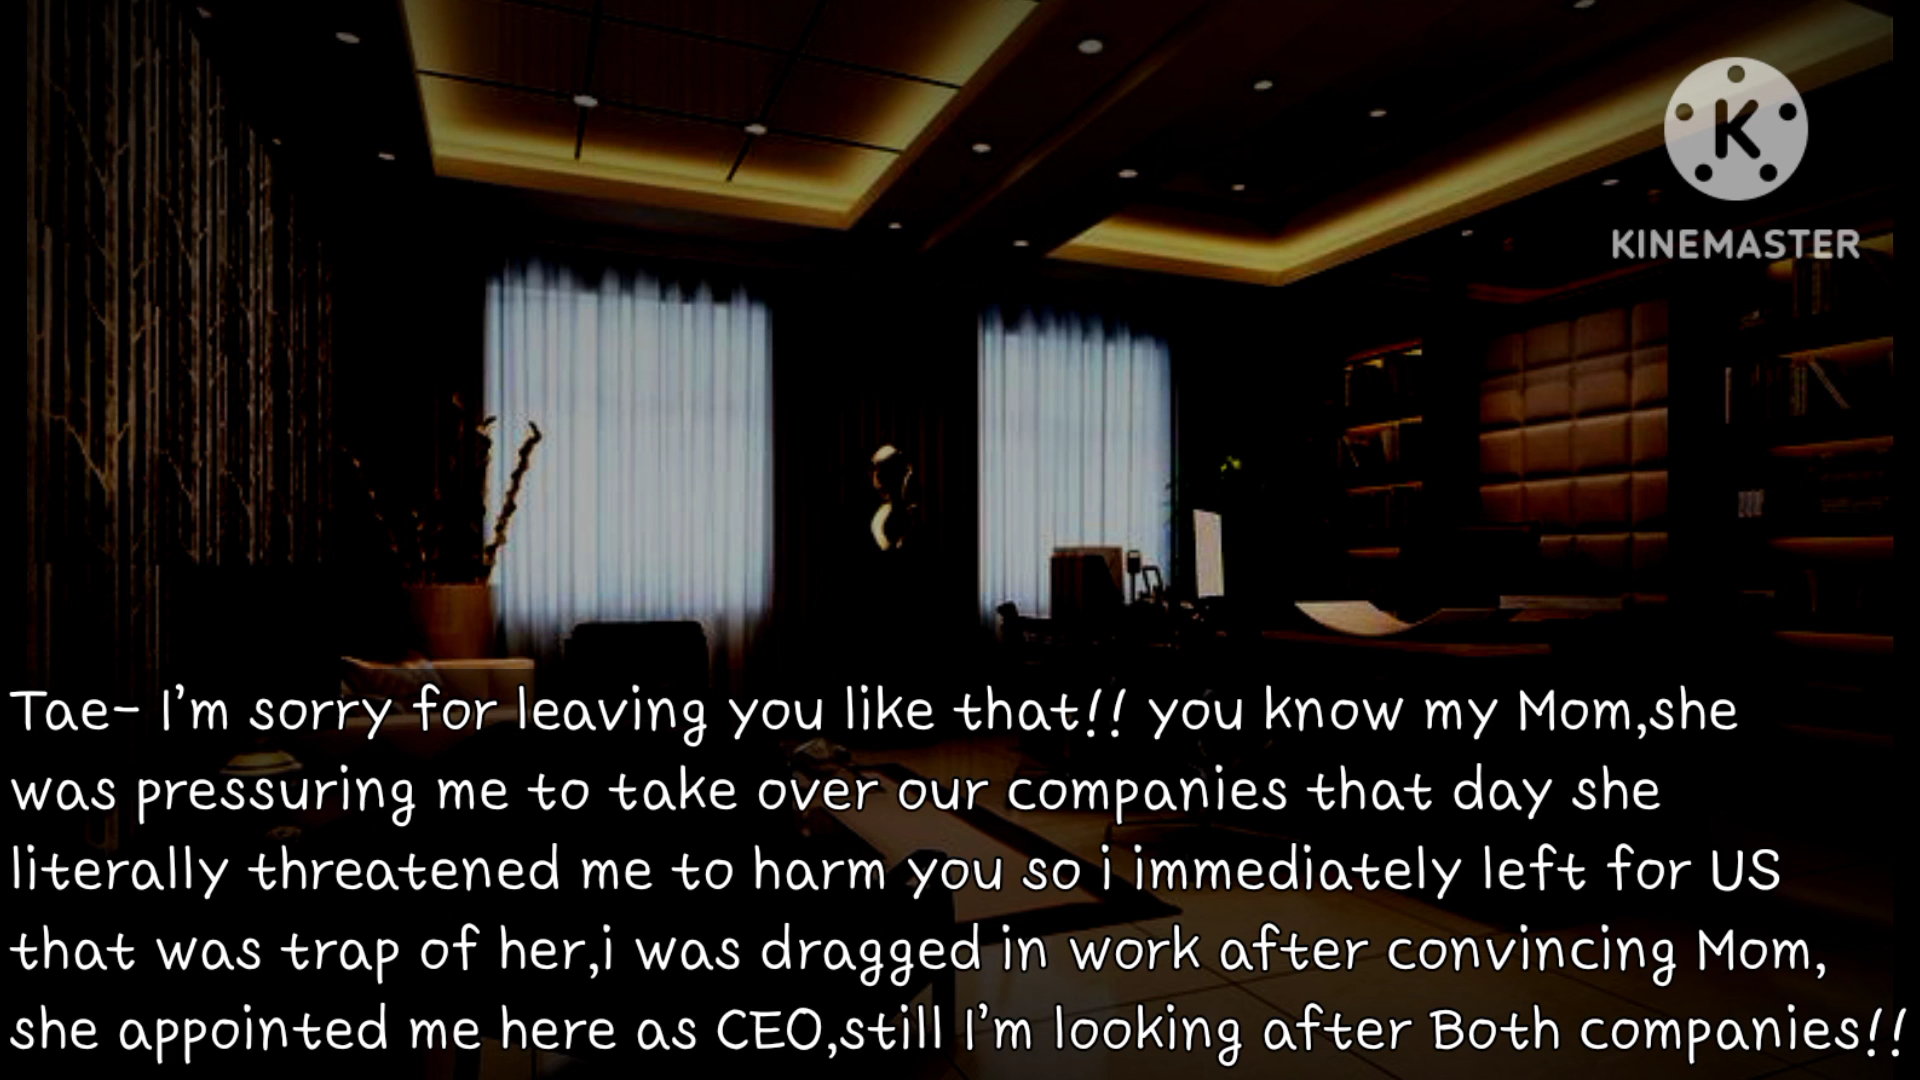 K
KINEMASTER
Tae- I'm sorry for leaving you like that!! you know my Mom,she
was pressuring me to take over our companies that day she
literally threatened me to harm you so i immediately left for US
that was trap of her,i was dragged in work after convincing Mom,
she appointed me here as CEO,still I'm looking after Both companies!!